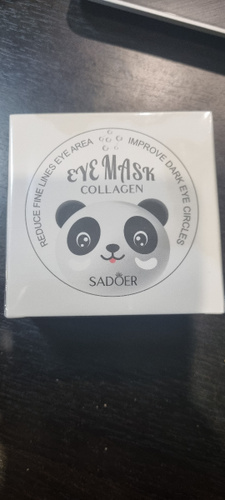 REDUCE FINE LINES EYE AREA
IMPROVE DARK EYE CIRCLES
EYE MASK
COLLAGEN
SADOER